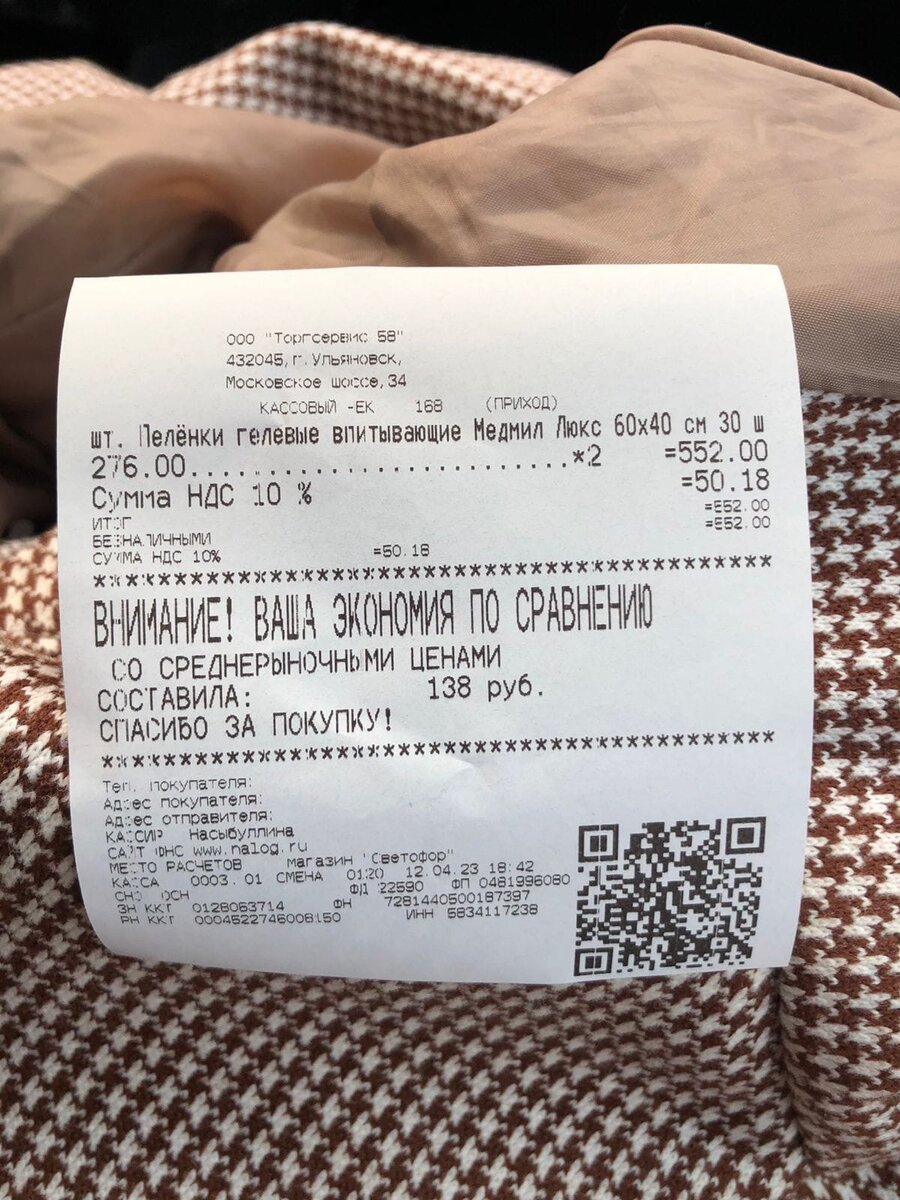 ООО "Торгсервис 58"
432045, г. Ульяновск,
Московское шоссе, 34
КАССОВЫЙ ЧЕК 168 (ПРИХОД)
шт. Пелёнки гелевые впитывающие Медмил Люкс 60х40 см 30 ш
276.00..............................*2 =552.00
Сумма НДС 10 % =50.18
ИТОГ =552.00
БЕЗНАЛИЧНЫМИ =552.00
СУММА НДС 10% =50.18
************************************************
ВНИМАНИЕ! ВАША ЭКОНОМИЯ ПО СРАВНЕНИЮ
СО СРЕДНЕРЫНОЧНЫМИ ЦЕНАМИ
СОСТАВИЛА: 138 руб.
СПАСИБО ЗА ПОКУПКУ!
************************************************
Тел. покупателя:
Адрес покупателя:
Адрес отправителя:
КАССИР Насыбуллина
САЙТ ФНС www.nalog.ru
МЕСТО РАСЧЕТОВ магазин 'Светофор"
КАССА 0003.01 СМЕНА 0120 12.04.23 18:42
СНО ОСН ФД 22590 ФП 0481996080
ЗН ККТ 0128063714 ФН 7281440500187397
РН ККТ 0004522746008150 ИНН 5834117238